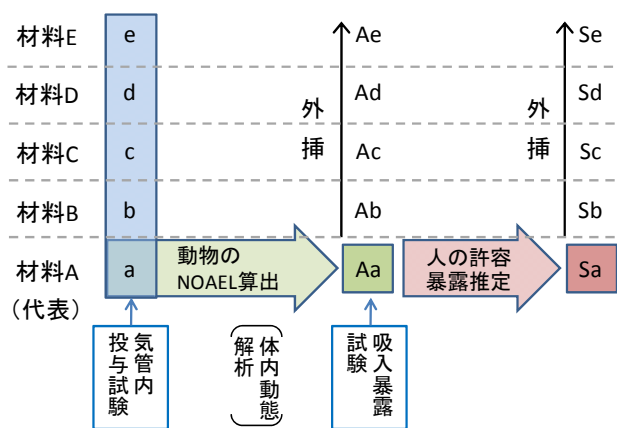 材料E e Ae Se
材料D d Ad Sd
外挿 外挿
材料C c Ac Sc
材料B b Ab Sb
材料A a 動物の Aa 人の許容 Sa
(代表) NOAEL算出 暴露推定
気管内
投与試験
体内動態
解析
吸入暴露
試験